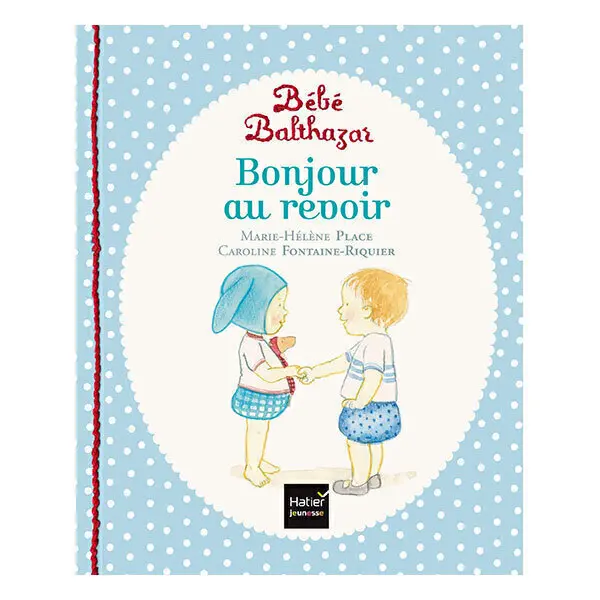 Bébé
Balthazar
Bonjour
au revoir
Marie-Hélène Place
Caroline Fontaine-Riquier
Hatier
jeunesse